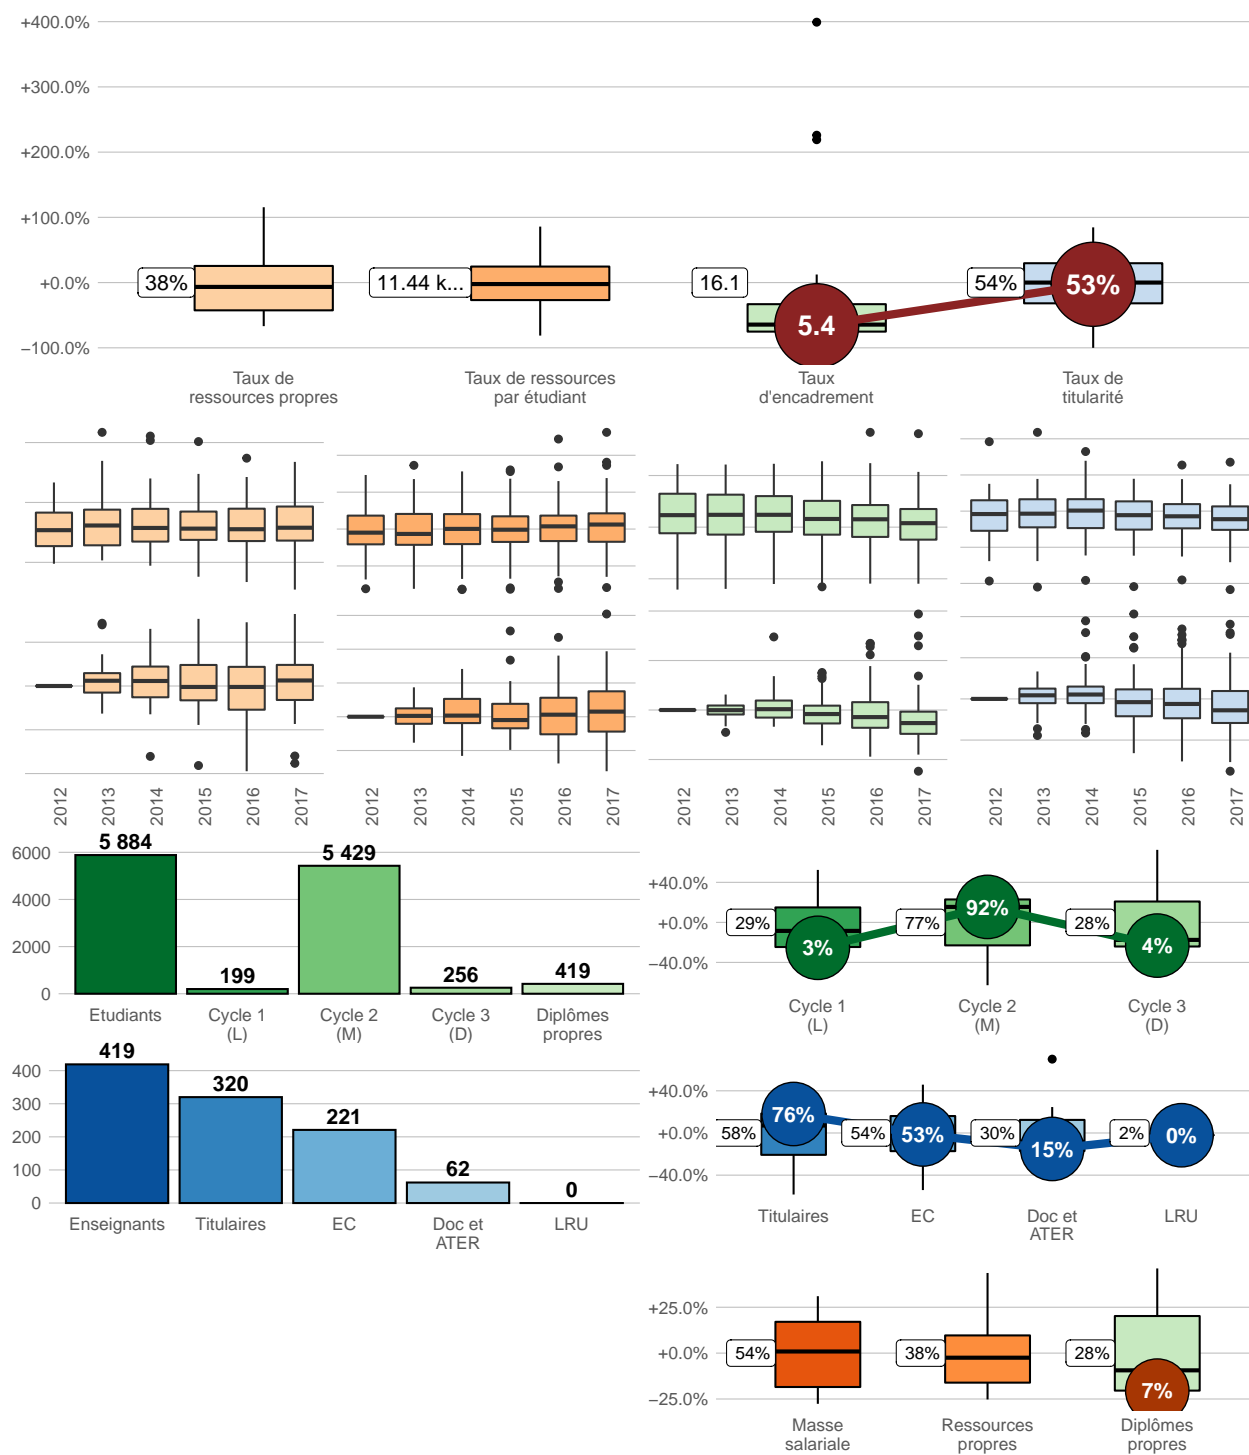 +400.0%
+300.0%
+200.0%
+100.0%
+0.0%
−100.0%
38%
11.44 k...
16.1
54%
5.4
53%
Taux de
ressources propres
Taux de ressources
par étudiant
Taux
d'encadrement
Taux de
titularité
2012
2013
2014
2015
2016
2017
2012
2013
2014
2015
2016
2017
2012
2013
2014
2015
2016
2017
2012
2013
2014
2015
2016
2017
6000
4000
2000
0
5 884
199
5 429
256
419
Etudiants
Cycle 1
(L)
Cycle 2
(M)
Cycle 3
(D)
Diplômes
propres
+40.0%
+0.0%
−40.0%
29%
3%
77%
92%
28%
4%
Cycle 1
(L)
Cycle 2
(M)
Cycle 3
(D)
400
300
200
100
0
419
320
221
62
0
Enseignants
Titulaires
EC
Doc et
ATER
LRU
+40.0%
+0.0%
−40.0%
58%
76%
54%
53%
30%
15%
2%
0%
Titulaires
EC
Doc et
ATER
LRU
+25.0%
+0.0%
−25.0%
54%
38%
28%
7%
Masse
salariale
Ressources
propres
Diplômes
propres